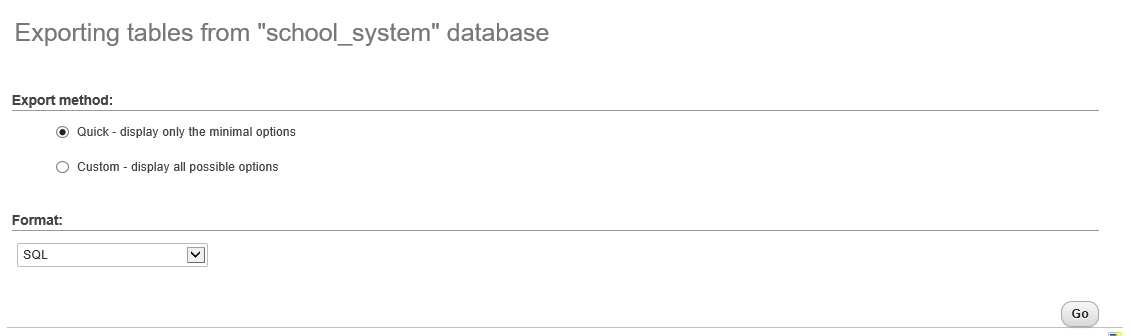 Exporting tables from "school_system" database
Export method:
Quick - display only the minimal options
Custom - display all possible options
Format:
SQL
Go